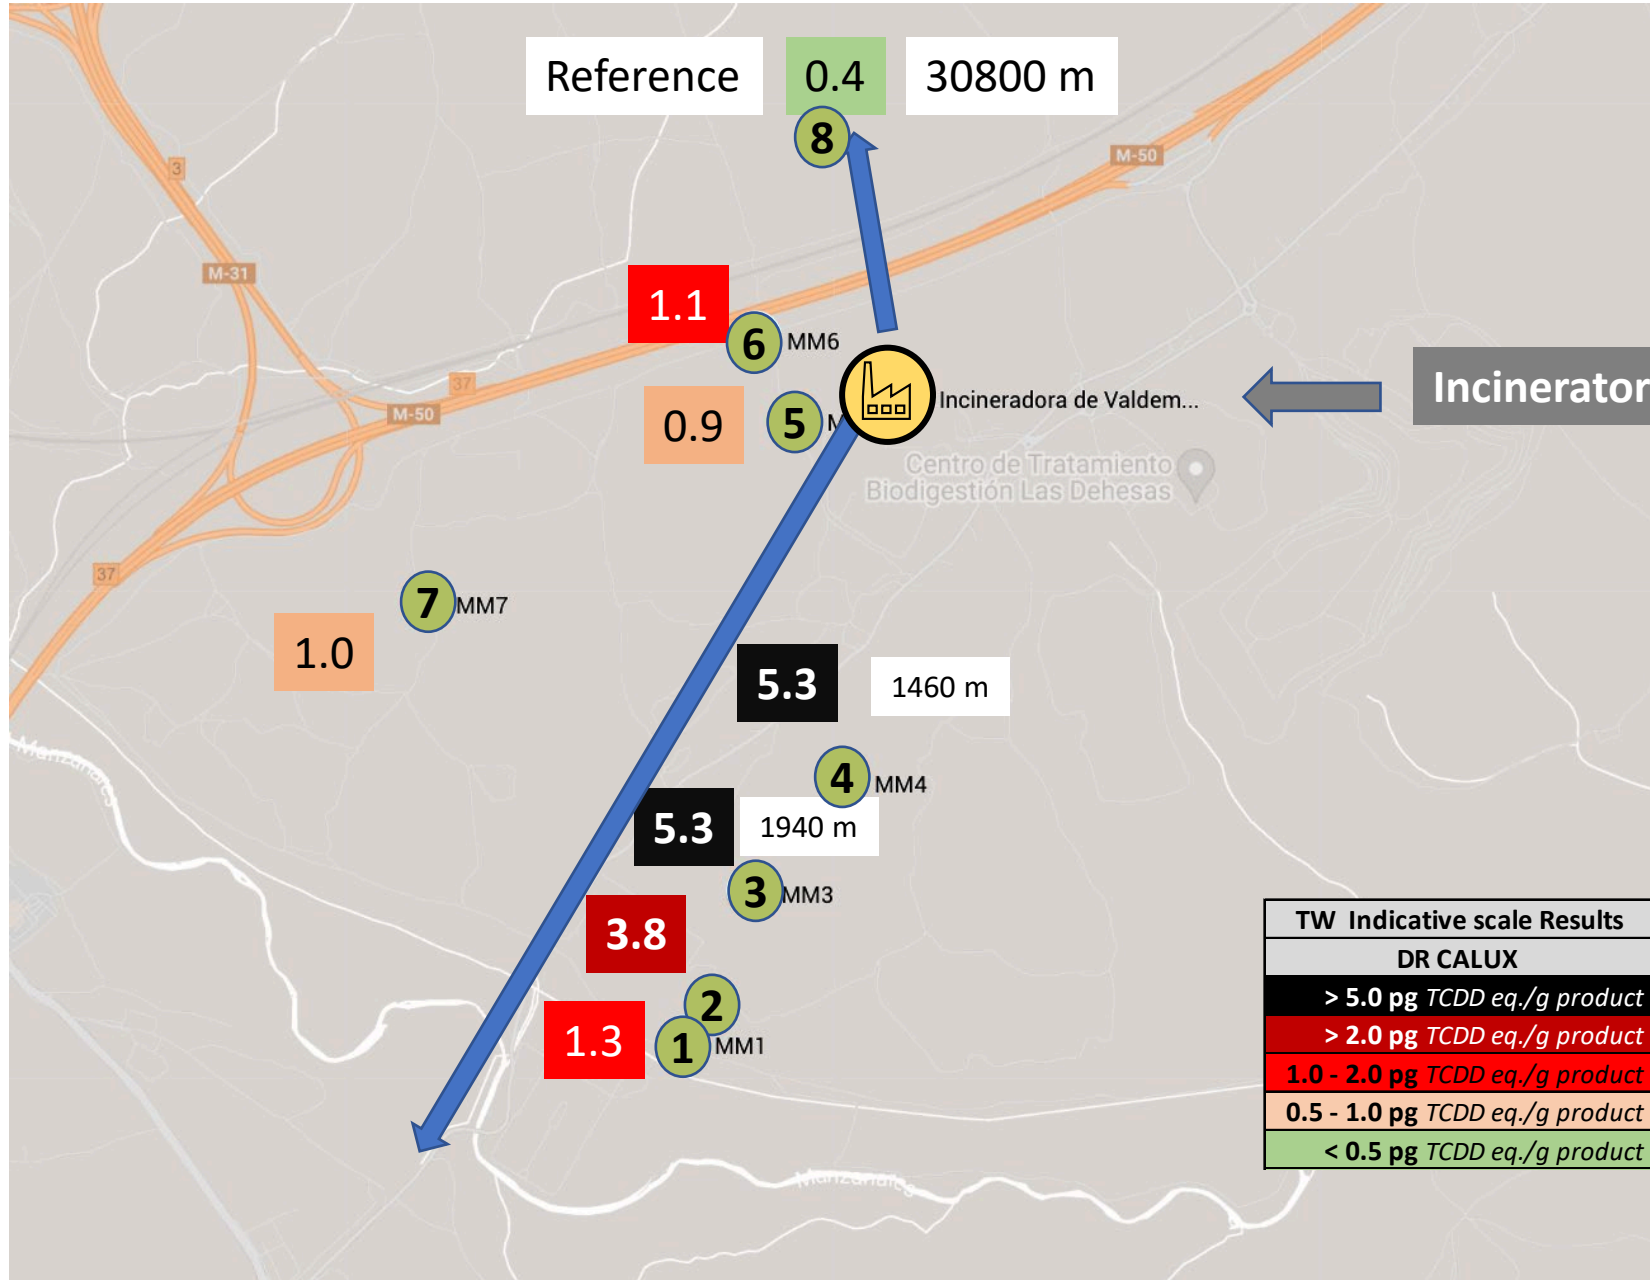 Reference 0.4 30800 m
8
M-50
3
M-31
1.1
6 MM6
37
M-50
0.9
5 M
Incineradora de Valdem...
Incinerator
Centro de Tratamiento
Biodigestión Las Dehesas
37
7 MM7
1.0
5.3 1460 m
Manzanares
4 MM4
5.3 1940 m
3 MM3
3.8
2
1.3
1 MM1
Manzanares
TW Indicative scale Results
DR CALUX
> 5.0 pg TCDD eq./g product
> 2.0 pg TCDD eq./g product
1.0 - 2.0 pg TCDD eq./g product
0.5 - 1.0 pg TCDD eq./g product
< 0.5 pg TCDD eq./g product